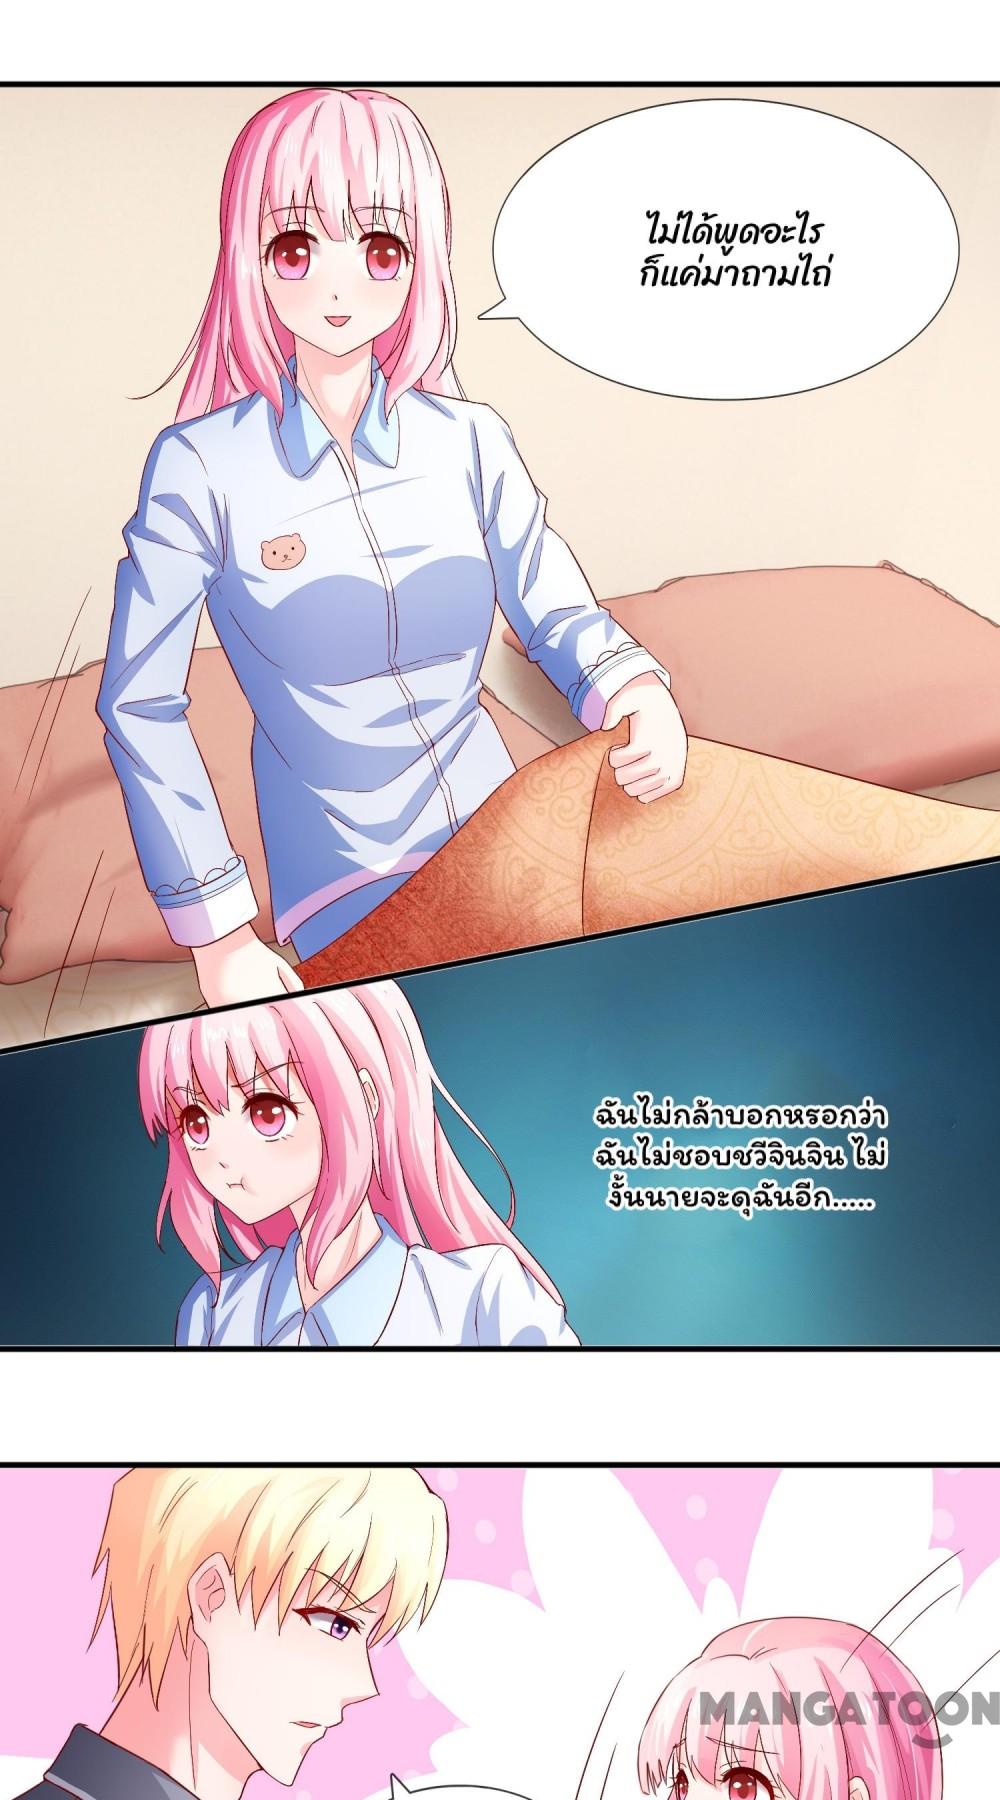 ไม่ได้พูดอะไร
ก็แค่มาถามไถ่
ฉันไม่กล้าบอกหรอกว่า
ฉันไม่ชอบชวีจินจิน ไม่
งั้นนายจะดุฉันอีก.....
MANGATOON